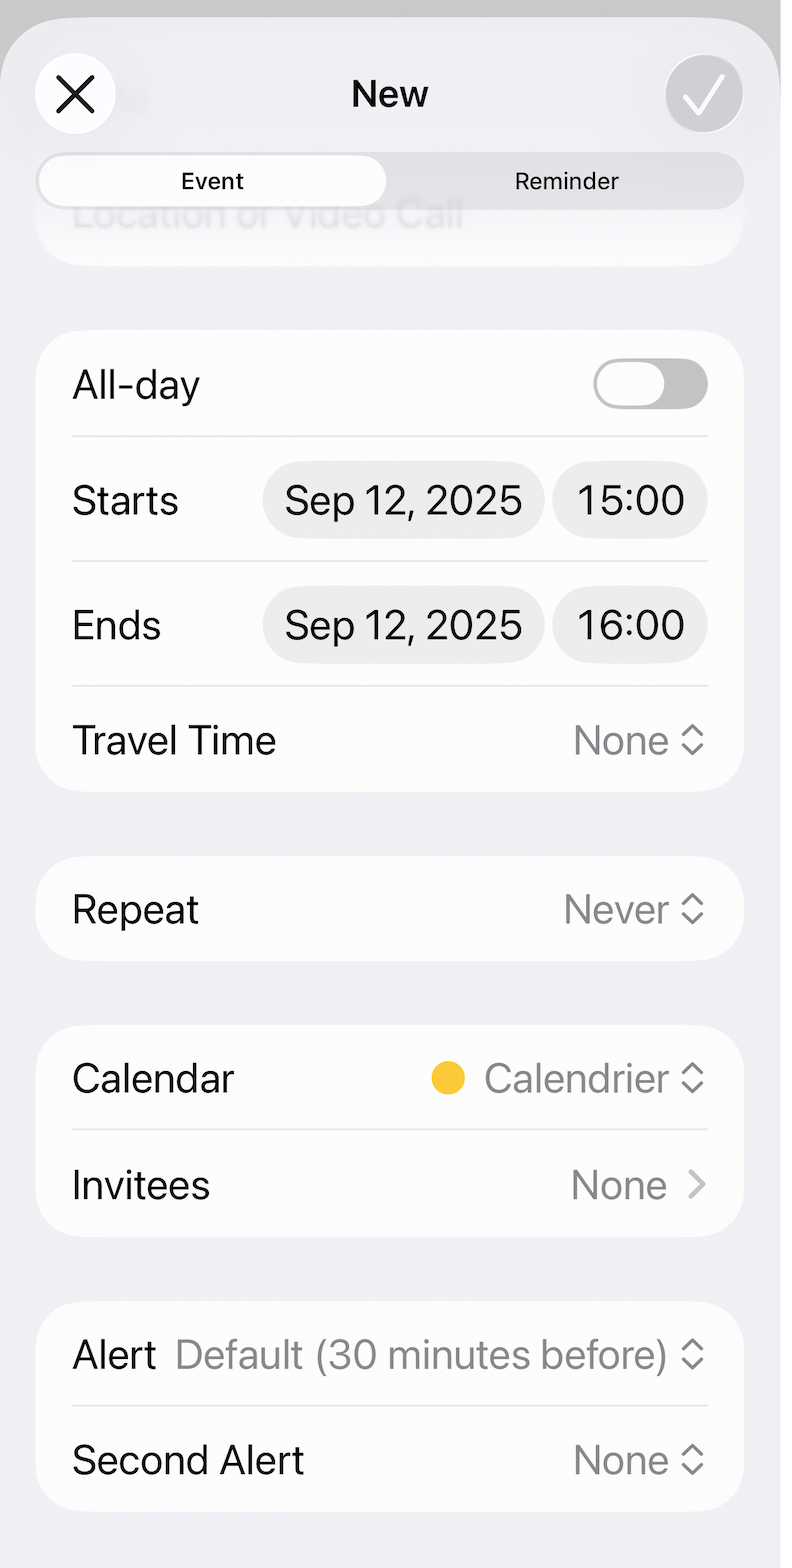 New
Event Reminder
Location or Video Call
All-day
Starts Sep 12, 2025 15:00
Ends Sep 12, 2025 16:00
Travel Time None
Repeat Never
Calendar Calendrier
Invitees None
Alert Default (30 minutes before)
Second Alert None